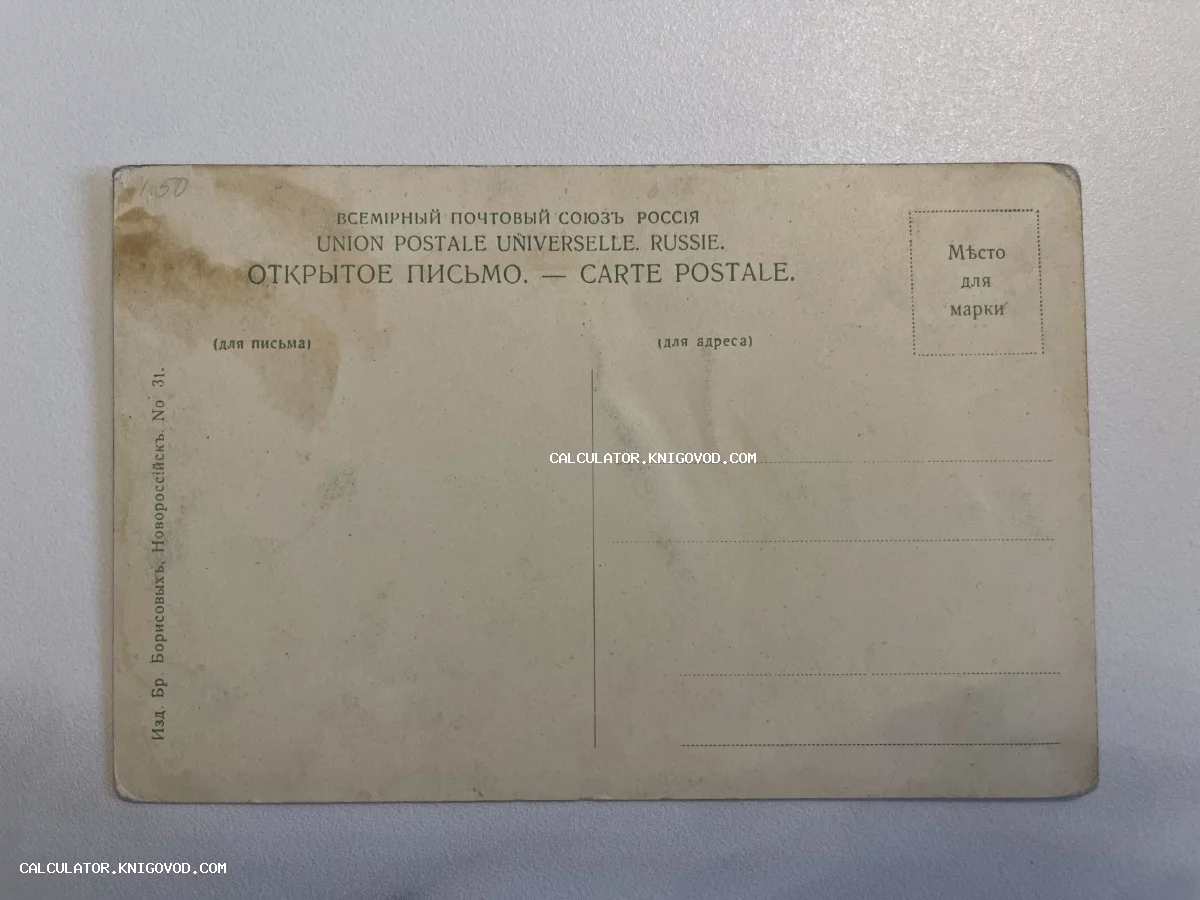 1.50
ВСЕМІРНЫЙ ПОЧТОВЫЙ СОЮЗЪ РОССІЯ
UNION POSTALE UNIVERSELLE. RUSSIE.
ОТКРЫТОЕ ПИСЬМО. — CARTE POSTALE.
Мѣсто
для
марки
(для письма)
(для адреса)
Изд. Бр. Борисовыхъ, Новороссійскъ. No 31.
CALCULATOR.KNIGOVOD.COM
CALCULATOR.KNIGOVOD.COM